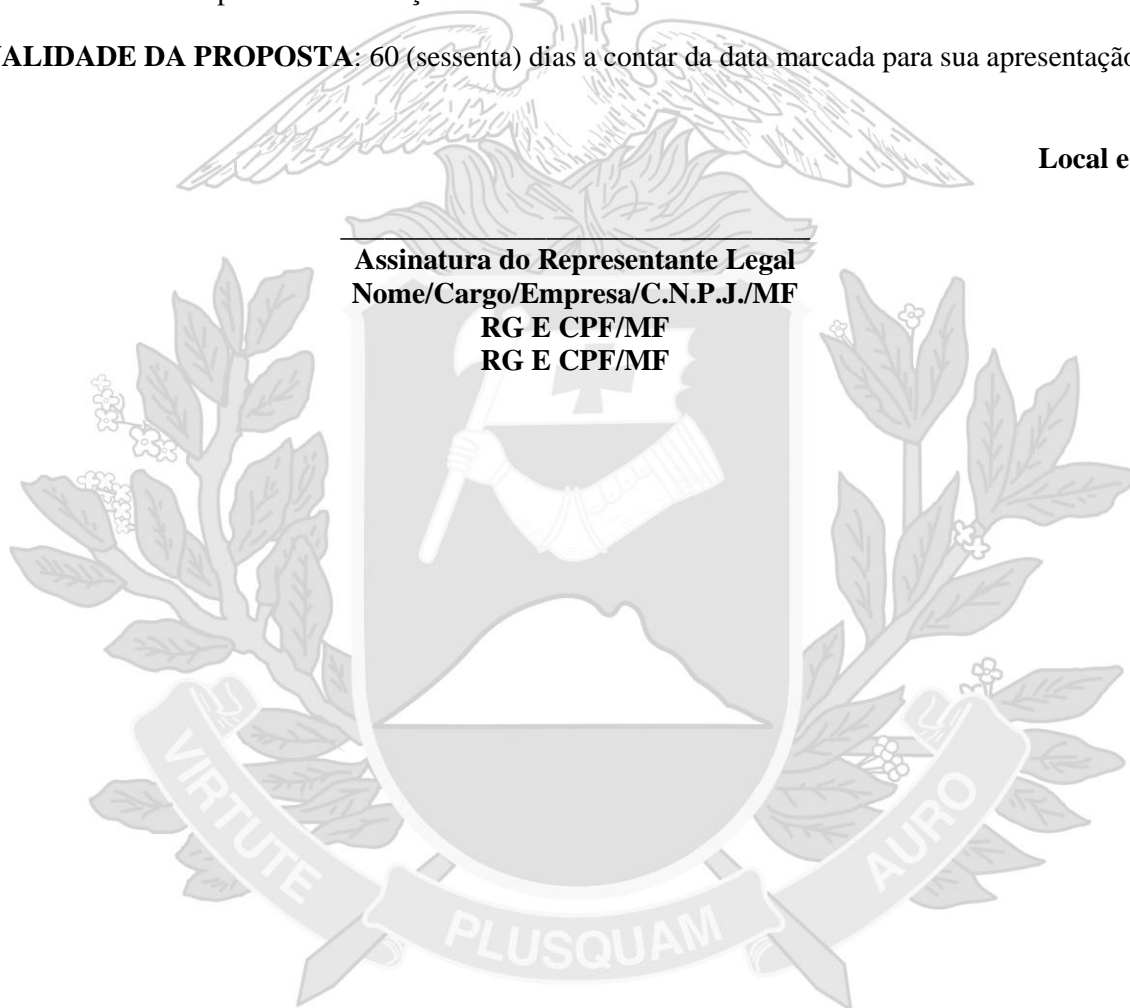 VALIDADE DA PROPOSTA: 60 (sessenta) dias a contar da data marcada para sua apresentação
Local e
Assinatura do Representante Legal
Nome/Cargo/Empresa/C.N.P.J./MF
RG E CPF/MF
RG E CPF/MF
VIRTUTE PLUSQUAM AURO